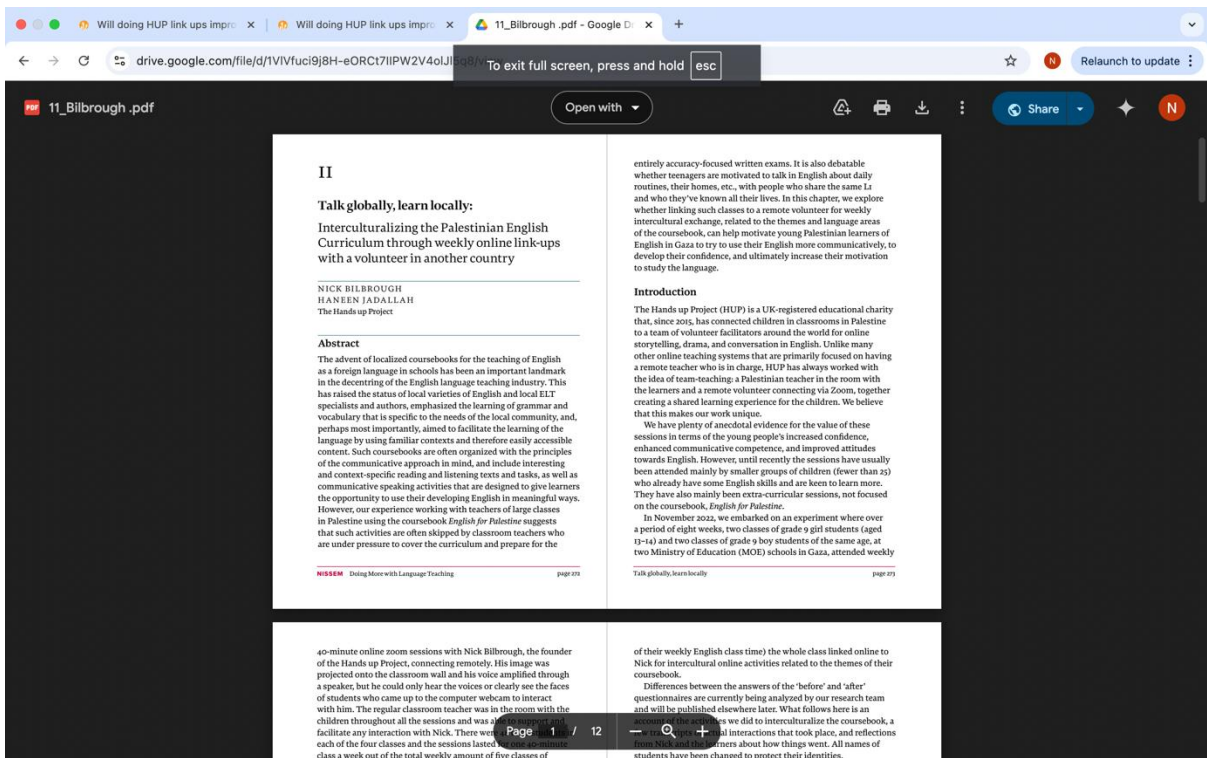 Will doing HUP link ups impro
Will doing HUP link ups impro
11_Bilbrough .pdf - Google Dr
drive.google.com/file/d/1VlVfuci9j8H-eORCt7IIPW2V4olJl
To exit full screen, press and hold esc
N
Relaunch to update
PDF
11_Bilbrough .pdf
Open with
Share
N
11
Talk globally, learn locally:
Interculturalizing the Palestinian English
Curriculum through weekly online link-ups
with a volunteer in another country
NICK BILBROUGH
HANEEN JADALLAH
The Hands up Project
Abstract
The advent of localized coursebooks for the teaching of English
as a foreign language in schools has been an important landmark
in the decentring of the English language teaching industry. This
has raised the status of local varieties of English and local ELT
specialists and authors, emphasized the learning of grammar and
vocabulary that is specific to the needs of the local community, and,
perhaps most importantly, aimed to facilitate the learning of the
language by using familiar contexts and therefore easily accessible
content. Such coursebooks are often organized with the principles
of the communicative approach in mind, and include interesting
and context-specific reading and listening texts and tasks, as well as
communicative speaking activities that are designed to give learners
the opportunity to use their developing English in meaningful ways.
However, our experience working with teachers of large classes
in Palestine using the coursebook English for Palestine suggests
that such activities are often skipped by classroom teachers who
are under pressure to cover the curriculum and prepare for the
NISSEM Doing More with Language Teaching
page 272
entirely accuracy-focused written exams. It is also debatable
whether teenagers are motivated to talk in English about daily
routines, their homes, etc., with people who share the same L1
and who they've known all their lives. In this chapter, we explore
whether linking such classes to a remote volunteer for weekly
intercultural exchange, related to the themes and language areas
of the coursebook, can help motivate young Palestinian learners of
English in Gaza to try to use their English more communicatively, to
develop their confidence, and ultimately increase their motivation
to study the language.
Introduction
The Hands up Project (HUP) is a UK-registered educational charity
that, since 2015, has connected children in classrooms in Palestine
to a team of volunteer facilitators around the world for online
storytelling, drama, and conversation in English. Unlike many
other online teaching systems that are primarily focused on having
a remote teacher who is in charge, HUP has always worked with
the idea of team-teaching: a Palestinian teacher in the room with
the learners and a remote volunteer connecting via Zoom, together
creating a shared learning experience for the children. We believe
that this makes our work unique.
We have plenty of anecdotal evidence for the value of these
sessions in terms of the young people's increased confidence,
enhanced communicative competence, and improved attitudes
towards English. However, until recently the sessions have usually
been attended mainly by smaller groups of children (fewer than 25)
who already have some English skills and are keen to learn more.
They have also mainly been extra-curricular sessions, not focused
on the coursebook, English for Palestine.
In November 2022, we embarked on an experiment where over
a period of eight weeks, two classes of grade 9 girl students (aged
13–14) and two classes of grade 9 boy students of the same age, at
two Ministry of Education (MOE) schools in Gaza, attended weekly
Talk globally, learn locally
page 273
40-minute online zoom sessions with Nick Bilbrough, the founder
of the Hands up Project, connecting remotely. His image was
projected onto the classroom wall and his voice amplified through
a speaker, but he could only hear the voices or clearly see the faces
of students who came up to the computer webcam to interact
with him. The regular classroom teacher was in the room with the
children throughout all the sessions and was able to support and
facilitate any interaction with Nick. There were
each of the four classes and the sessions lasted for one 40-minute
class a week out of the total weekly amount of five classes of
of their weekly English class time) the whole class linked online to
Nick for intercultural online activities related to the themes of their
coursebook.
Differences between the answers of the 'before' and 'after'
questionnaires are currently being analyzed by our research team
and will be published elsewhere later. What follows here is an
account of the activities we did to interculturalize the coursebook, a
few transcripts of actual interactions that took place, and reflections
from Nick and the learners about how things went. All names of
students have been changed to protect their identities.
Page 1 / 12